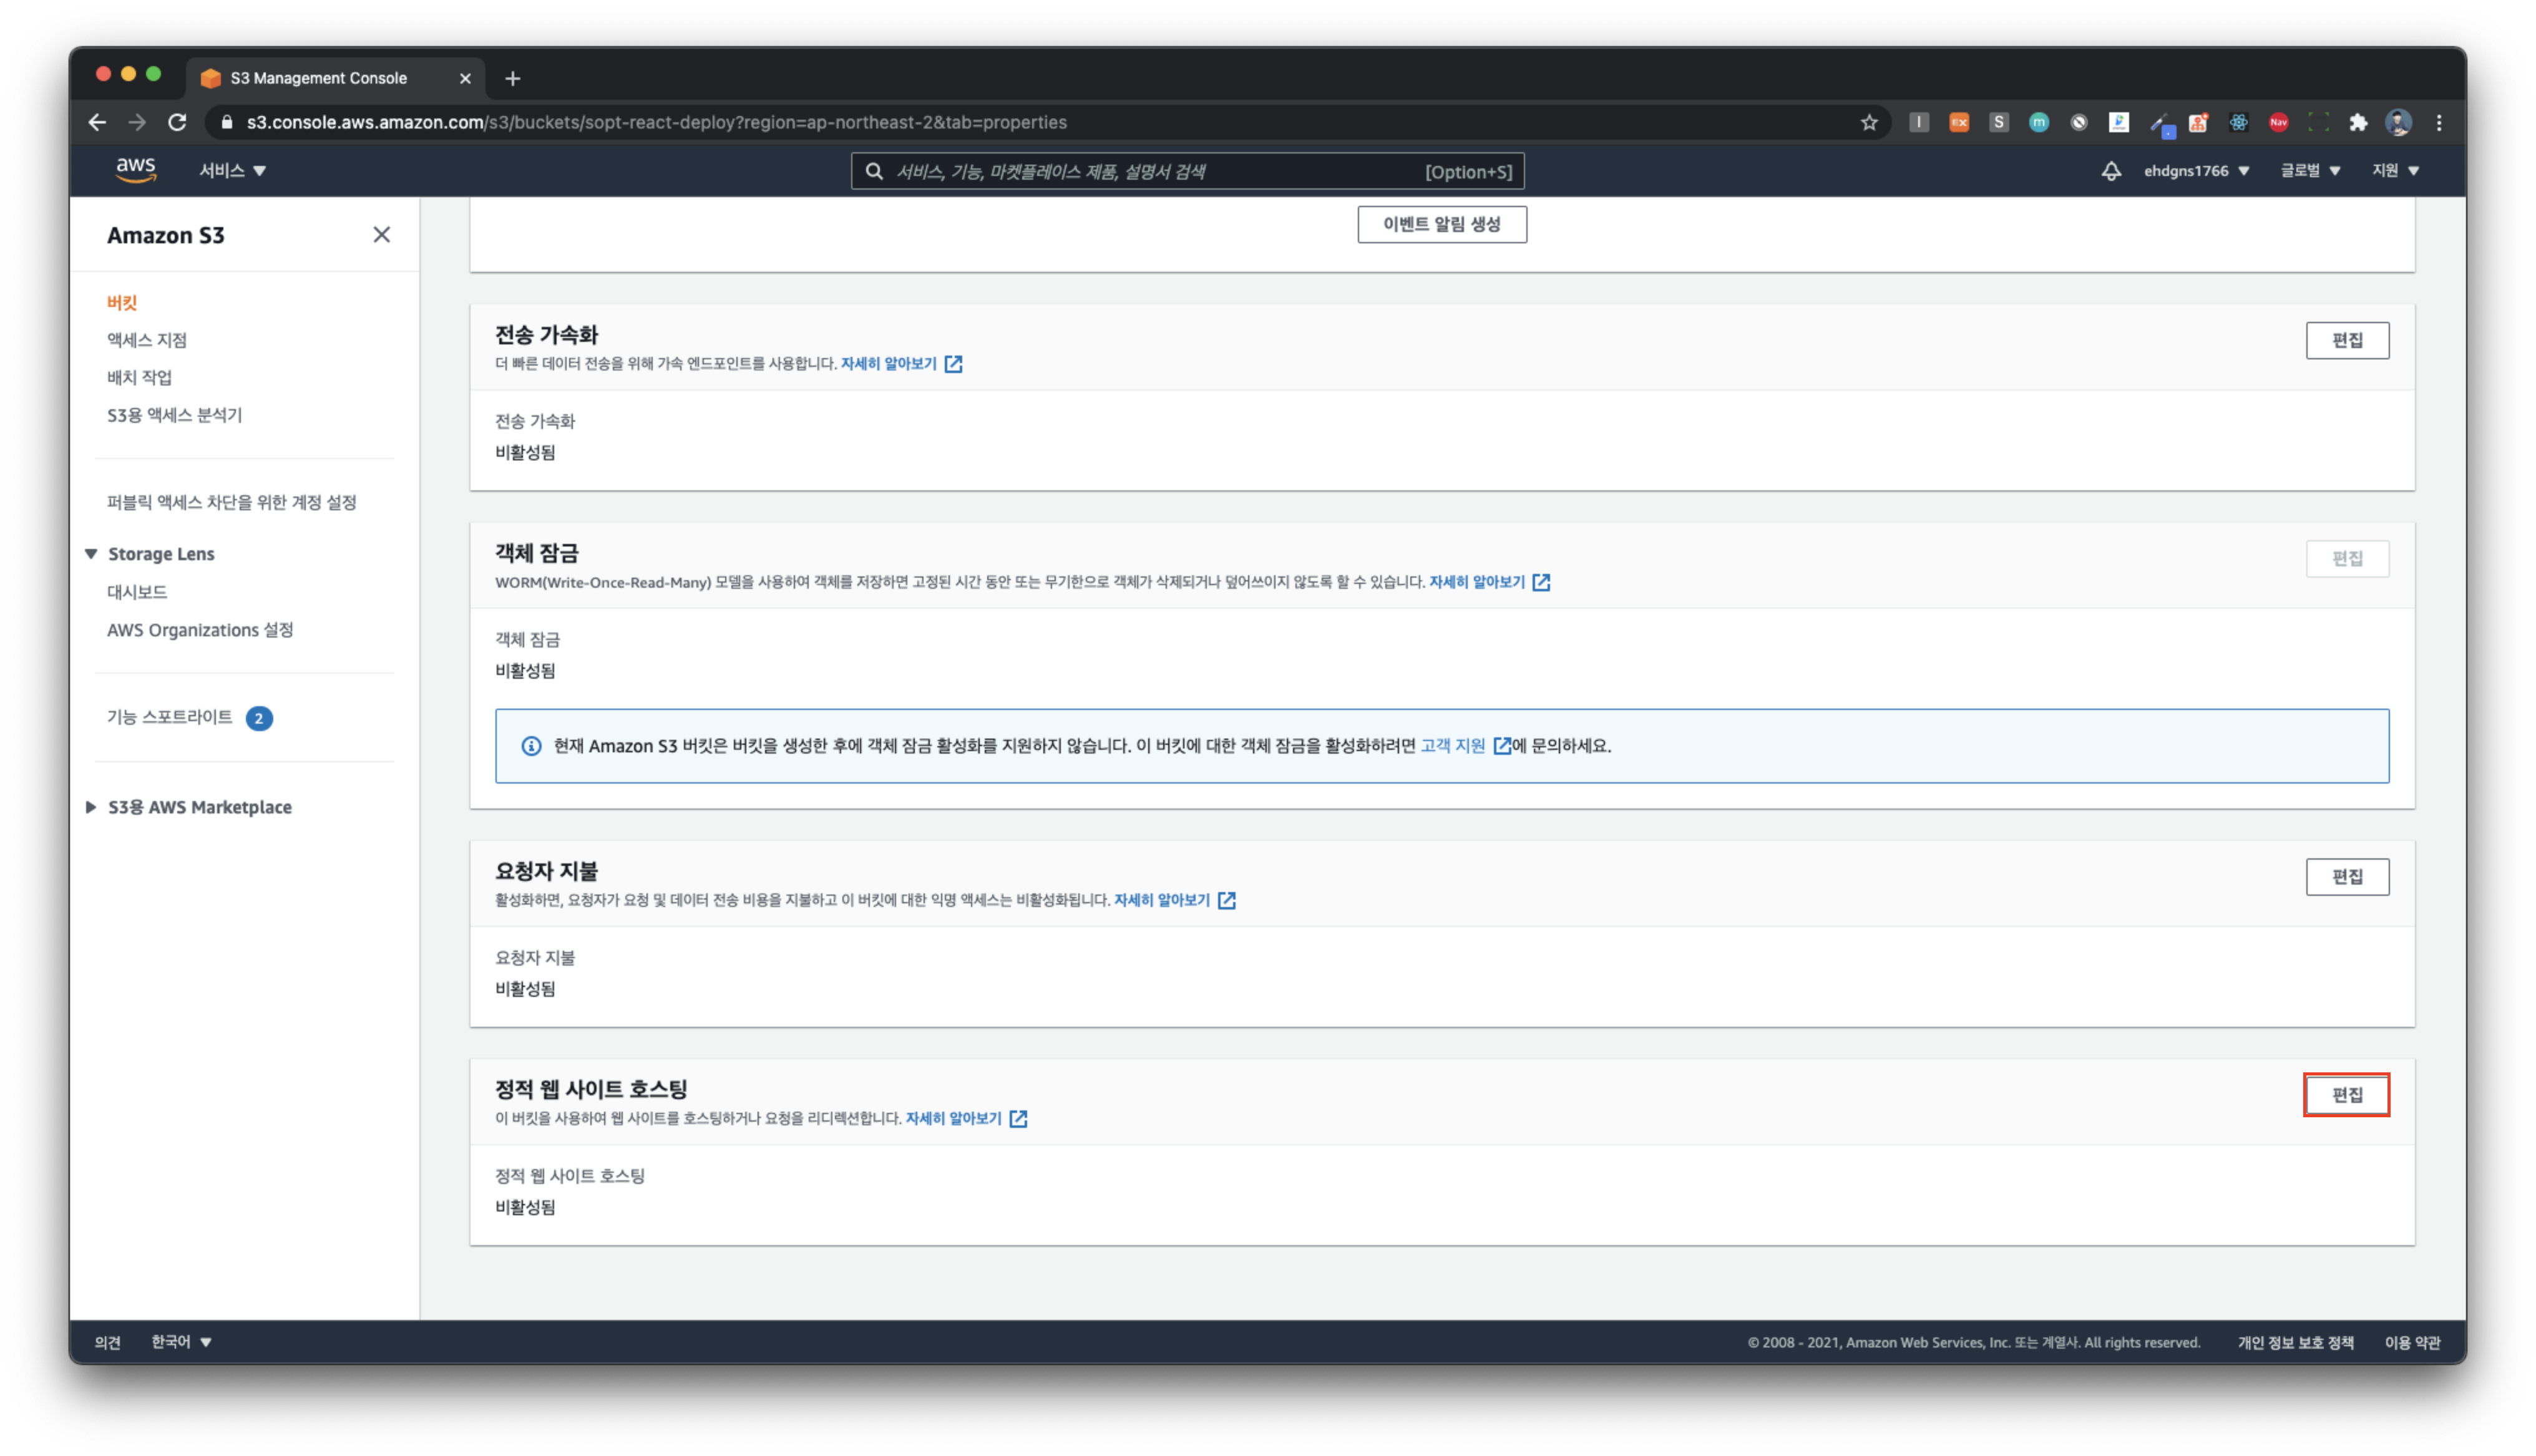 S3 Management Console
s3.console.aws.amazon.com/s3/buckets/sopt-react-deploy?region=ap-northeast-2&tab=properties
aws
서비스
서비스, 기능, 마켓플레이스 제품, 설명서 검색
[Option+S]
ehdgns1766
글로벌
지원
Amazon S3
버킷
액세스 지점
배치 작업
S3용 액세스 분석기
퍼블릭 액세스 차단을 위한 계정 설정
Storage Lens
대시보드
AWS Organizations 설정
기능 스포트라이트 2
S3용 AWS Marketplace
이벤트 알림 생성
전송 가속화
편집
더 빠른 데이터 전송을 위해 가속 엔드포인트를 사용합니다. 자세히 알아보기
전송 가속화
비활성됨
객체 잠금
편집
WORM(Write-Once-Read-Many) 모델을 사용하여 객체를 저장하면 고정된 시간 동안 또는 무기한으로 객체가 삭제되거나 덮어쓰이지 않도록 할 수 있습니다. 자세히 알아보기
객체 잠금
비활성됨
현재 Amazon S3 버킷은 버킷을 생성한 후에 객체 잠금 활성화를 지원하지 않습니다. 이 버킷에 대한 객체 잠금을 활성화하려면 고객 지원 에 문의하세요.
요청자 지불
편집
활성화하면, 요청자가 요청 및 데이터 전송 비용을 지불하고 이 버킷에 대한 익명 액세스는 비활성화됩니다. 자세히 알아보기
요청자 지불
비활성됨
정적 웹 사이트 호스팅
편집
이 버킷을 사용하여 웹 사이트를 호스팅하거나 요청을 리디렉션합니다. 자세히 알아보기
정적 웹 사이트 호스팅
비활성됨
의견
한국어
© 2008 - 2021, Amazon Web Services, Inc. 또는 계열사. All rights reserved.
개인 정보 보호 정책
이용 약관